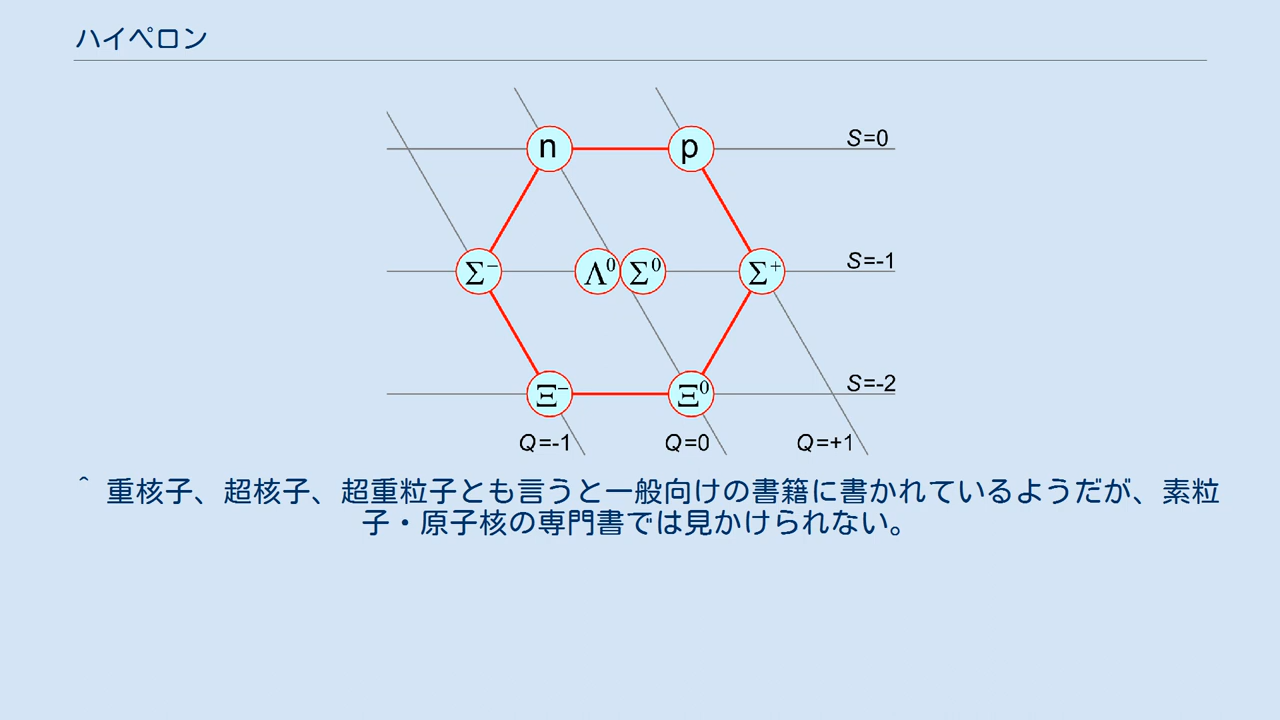 ハイペロン
n p S=0
Σ⁻ Λ⁰ Σ⁰ Σ⁺ S=-1
Ξ⁻ Ξ⁰ S=-2
Q=-1 Q=0 Q=+1
^ 重核子、超核子、超重粒子とも言うと一般向けの書籍に書かれているようだが、素粒
子・原子核の専門書では見かけられない。